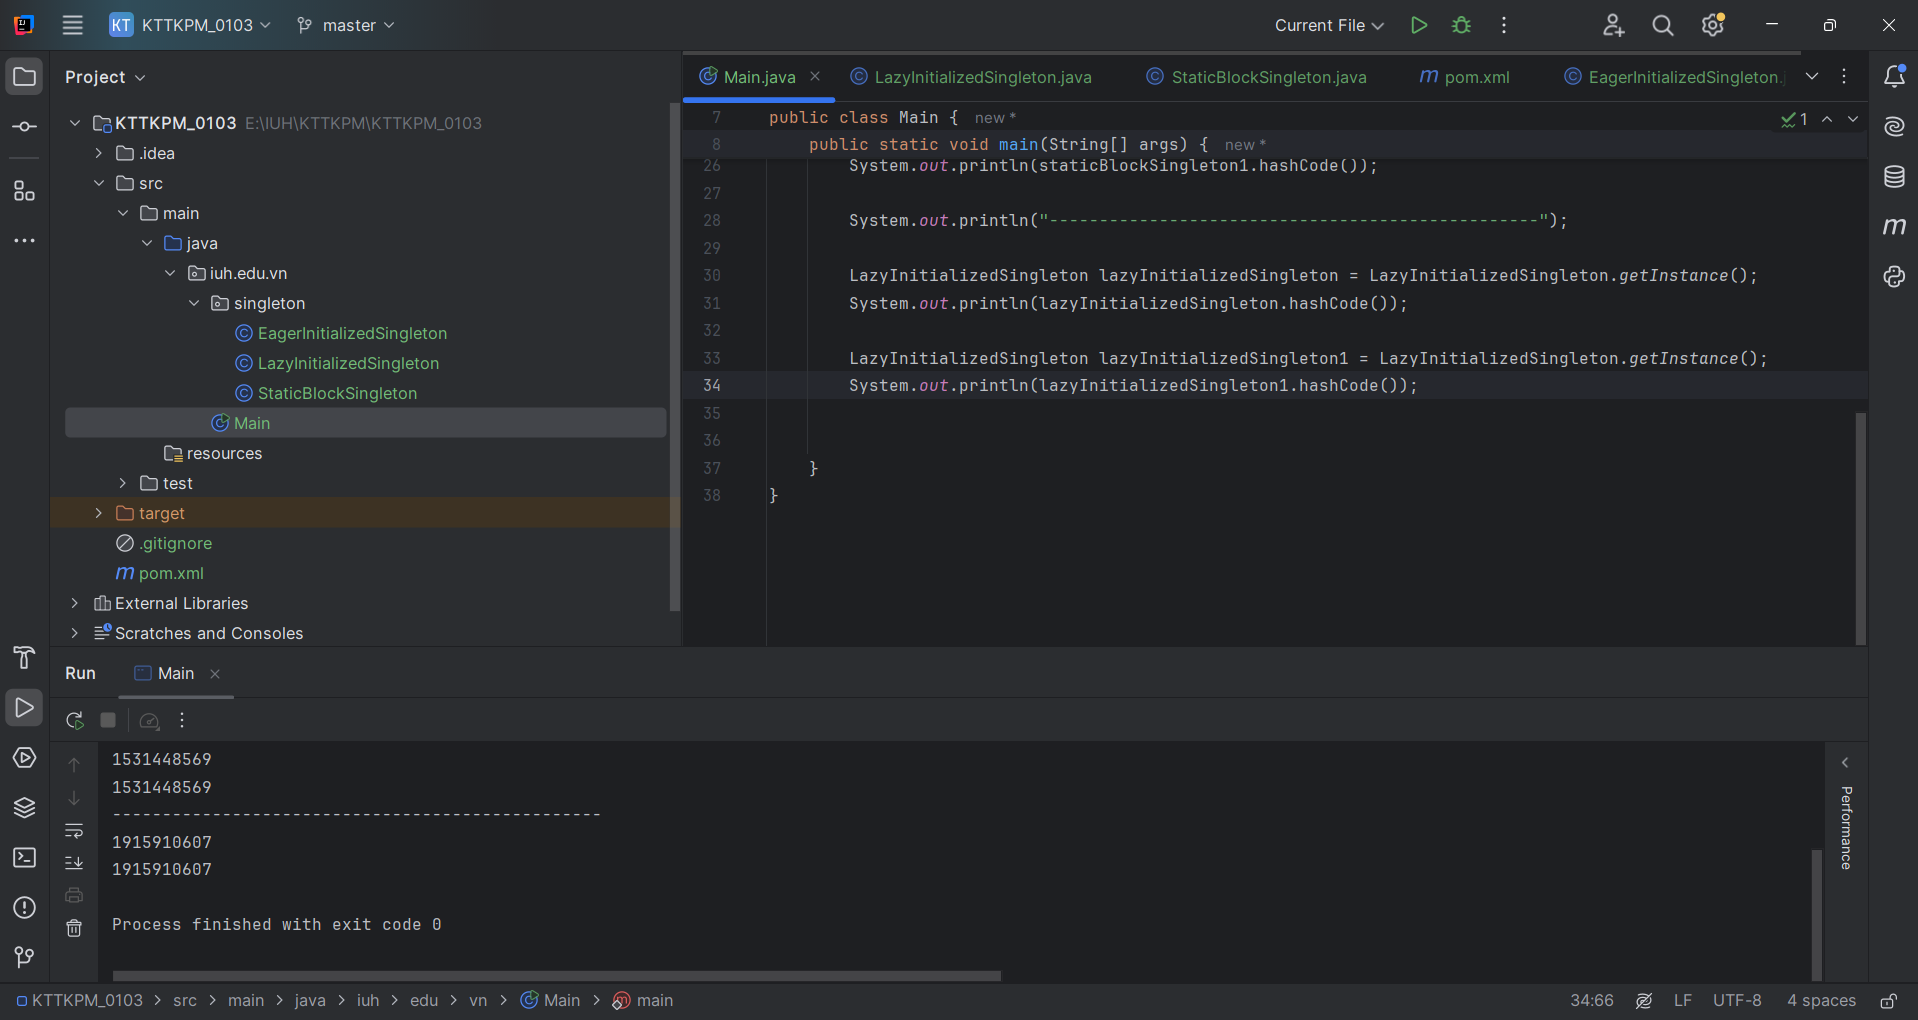 KT KTTKPM_0103 master Current File
Project
KTTKPM_0103 E:\IUH\KTTKPM\KTTKPM_0103
.idea
src
main
java
iuh.edu.vn
singleton
EagerInitializedSingleton
LazyInitializedSingleton
StaticBlockSingleton
Main
resources
test
target
.gitignore
m pom.xml
External Libraries
Scratches and Consoles
Main.java LazyInitializedSingleton.java StaticBlockSingleton.java m pom.xml EagerInitializedSingleton.j
7 public class Main { new *
1
8 public static void main(String[] args) { new *
26 System.out.println(staticBlockSingleton1.hashCode());
27
28 System.out.println("-------------------------------------------------");
29
30 LazyInitializedSingleton lazyInitializedSingleton = LazyInitializedSingleton.getInstance();
31 System.out.println(lazyInitializedSingleton.hashCode());
32
33 LazyInitializedSingleton lazyInitializedSingleton1 = LazyInitializedSingleton.getInstance();
34 System.out.println(lazyInitializedSingleton1.hashCode());
35
36
37 }
38 }
Run Main
1531448569
1531448569
-------------------------------------------------
1915910607
1915910607
Process finished with exit code 0
Performance
KTTKPM_0103 > src > main > java > iuh > edu > vn > Main > main 34:66 LF UTF-8 4 spaces